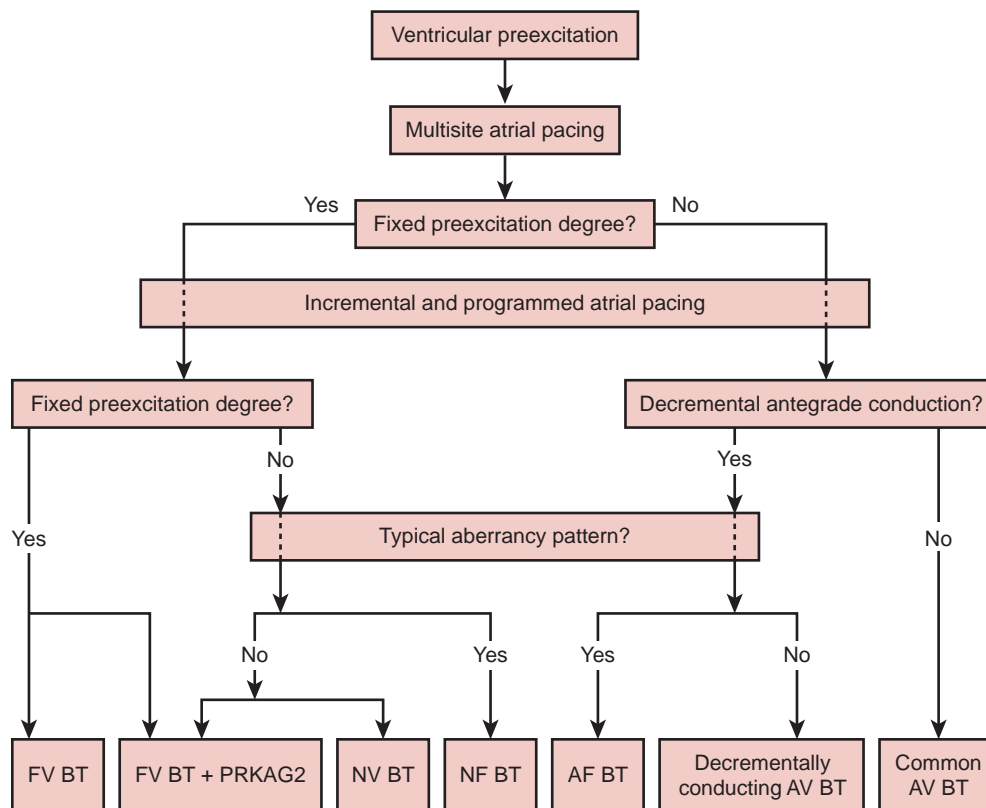 Ventricular preexcitation
Multisite atrial pacing
Yes
No
Fixed preexcitation degree?
Incremental and programmed atrial pacing
Fixed preexcitation degree?
Decremental antegrade conduction?
No
Yes
Yes
Typical aberrancy pattern?
No
No
Yes
Yes
No
FV BT
FV BT + PRKAG2
NV BT
NF BT
AF BT
Decrementally
conducting AV BT
Common
AV BT